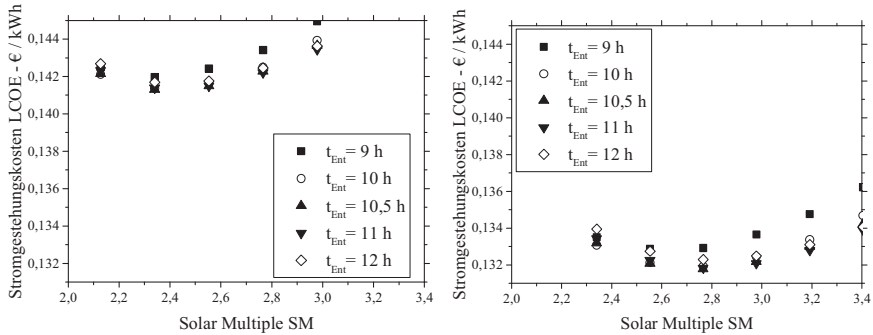 Stromgestehungskosten LCOE - € / kWh
0,144
0,142
0,140
0,138
0,136
0,134
0,132
t_Ent= 9 h
t_Ent= 10 h
t_Ent= 10,5 h
t_Ent= 11 h
t_Ent= 12 h
2,0 2,2 2,4 2,6 2,8 3,0 3,2 3,4
Solar Multiple SM
Stromgestehungskosten LCOE - € / kWh
0,144
0,142
0,140
0,138
0,136
0,134
0,132
t_Ent= 9 h
t_Ent= 10 h
t_Ent= 10,5 h
t_Ent= 11 h
t_Ent= 12 h
2,0 2,2 2,4 2,6 2,8 3,0 3,2 3,4
Solar Multiple SM